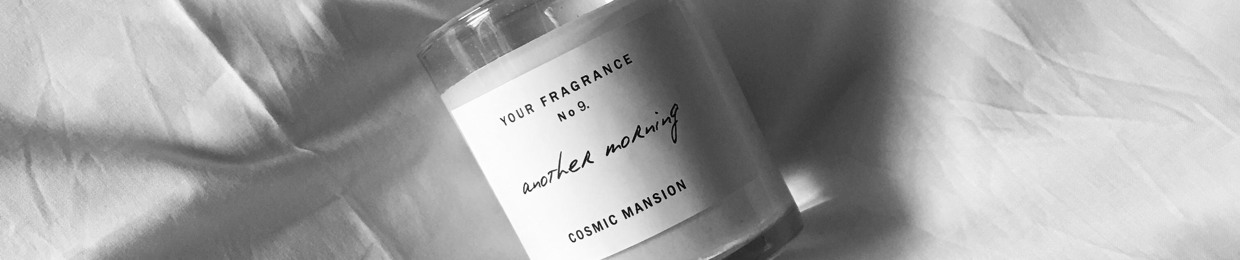 YOUR FRAGRANCE
No 9.
another morning
COSMIC MANSION